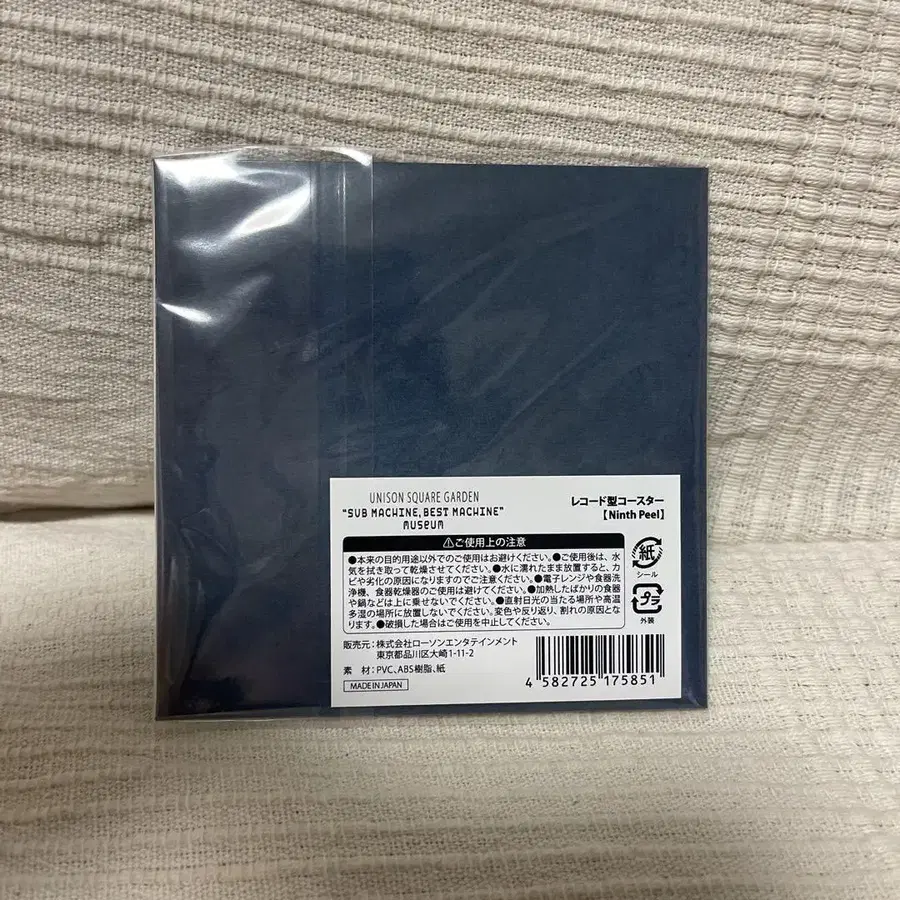 UNISON SQUARE GARDEN
"SUB MACHINE, BEST MACHINE"
MUSEUM
レコード型コースター
【Ninth Peel】
⚠ご使用上の注意
●本来の目的用途以外でのご使用はお避けください。●ご使用後は、水
気を拭き取って乾燥させてください。●水に濡れたまま放置すると、カ
ビや劣化の原因になりますのでご注意ください。●電子レンジや食器洗
浄機、食器乾燥器のご使用は避けてください。●加熱したばかりの食器
や鍋などは上に乗せないでください。●直射日光の当たる場所や高温
多湿の場所に放置しないでください。変色や反り返り、割れの原因とな
ります。●破損した場合はご使用を中止してください。
紙
シール
プラ
外装
販売元：株式会社ローソンエンタテインメント
東京都品川区大崎1-11-2
素 材：PVC、ABS樹脂、紙
MADE IN JAPAN
4 582725 175851